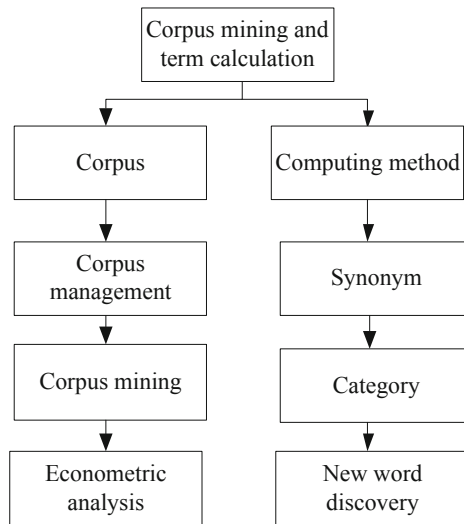 Corpus mining and
term calculation
Corpus
Computing method
Corpus
management
Synonym
Corpus mining
Category
Econometric
analysis
New word
discovery